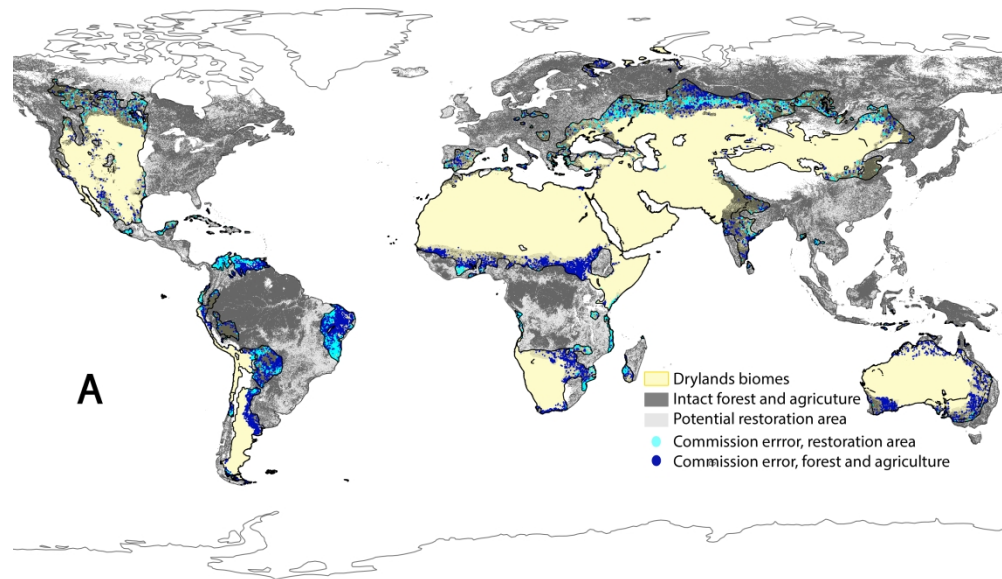 A
Drylands biomes
Intact forest and agricuture
Potential restoration area
Commission errror, restoration area
Commission error, forest and agriculture